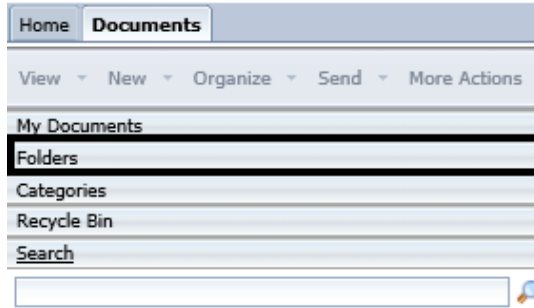 Home Documents
View New Organize Send More Actions
My Documents
Folders
Categories
Recycle Bin
Search